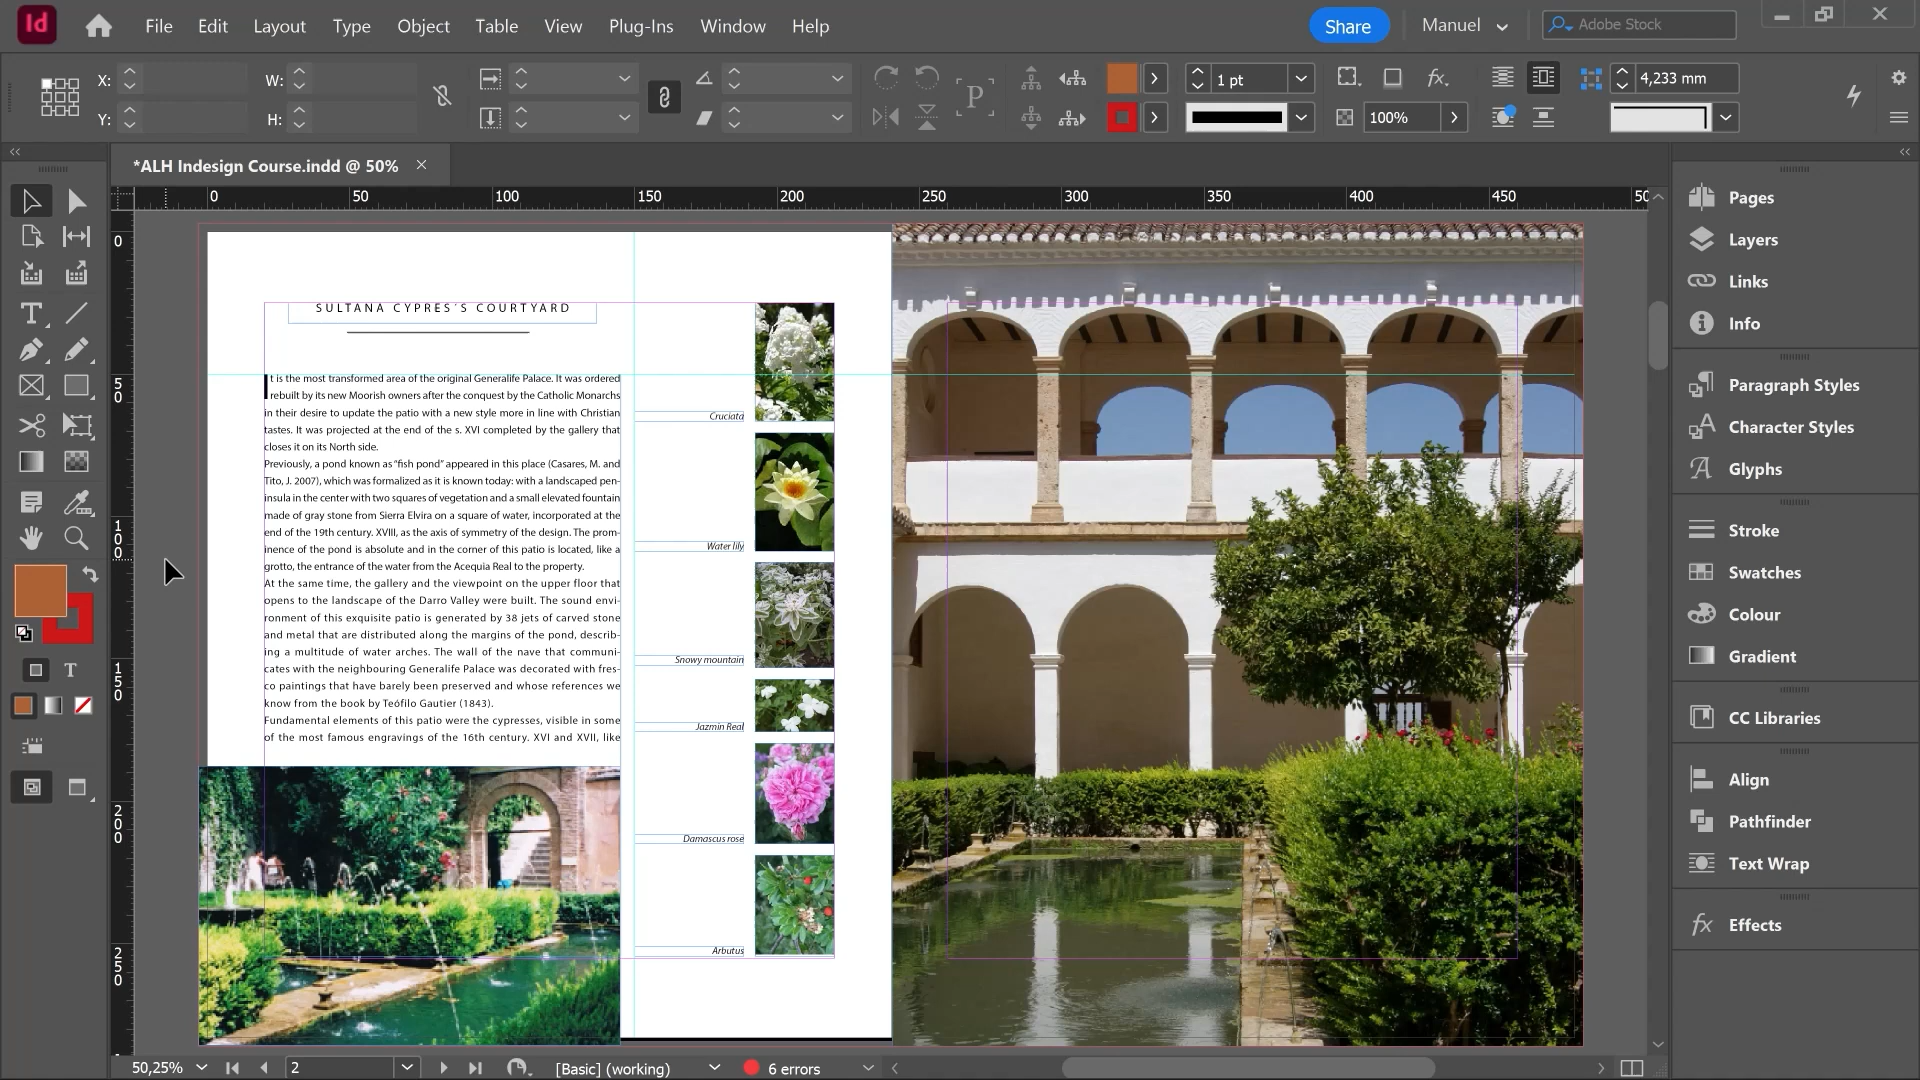 Id
File Edit Layout Type Object Table View Plug-Ins Window Help
Share
Manuel
Adobe Stock
X:
W:
1 pt
4,233 mm
Y:
H:
P
fx
100%
*ALH Indesign Course.indd @ 50%
0 50 100 150 200 250 300 350 400 450 50
0
50
100
150
200
250
SULTANA CYPRES´S COURTYARD
It is the most transformed area of the original Generalife Palace. It was ordered
rebuilt by its new Moorish owners after the conquest by the Catholic Monarchs
in their desire to update the patio with a new style more in line with Christian
tastes. It was projected at the end of the s. XVI completed by the gallery that
closes it on its North side.
Previously, a pond known as “fish pond” appeared in this place (Casares, M. and
Tito, J. 2007), which was formalized as it is known today: with a landscaped pen-
insula in the center with two squares of vegetation and a small elevated fountain
made of gray stone from Sierra Elvira on a square of water, incorporated at the
end of the 19th century. XVIII, as the axis of symmetry of the design. The prom-
inence of the pond is absolute and in the corner of this patio is located, like a
grotto, the entrance of the water from the Acequia Real to the property.
At the same time, the gallery and the viewpoint on the upper floor that
opens to the landscape of the Darro Valley were built. The sound envi-
ronment of this exquisite patio is generated by 38 jets of carved stone
and metal that are distributed along the margins of the pond, describ-
ing a multitude of water arches. The wall of the nave that communi-
cates with the neighbouring Generalife Palace was decorated with fres-
co paintings that have barely been preserved and whose references we
know from the book by Teófilo Gautier (1843).
Fundamental elements of this patio were the cypresses, visible in some
of the most famous engravings of the 16th century. XVI and XVII, like
Cruciata
Water lily
Snowy mountain
Jazmín Real
Damascus rose
Arbutus
Pages
Layers
Links
Info
Paragraph Styles
Character Styles
Glyphs
Stroke
Swatches
Colour
Gradient
CC Libraries
Align
Pathfinder
Text Wrap
fx Effects
50,25%
2
[Basic] (working)
6 errors